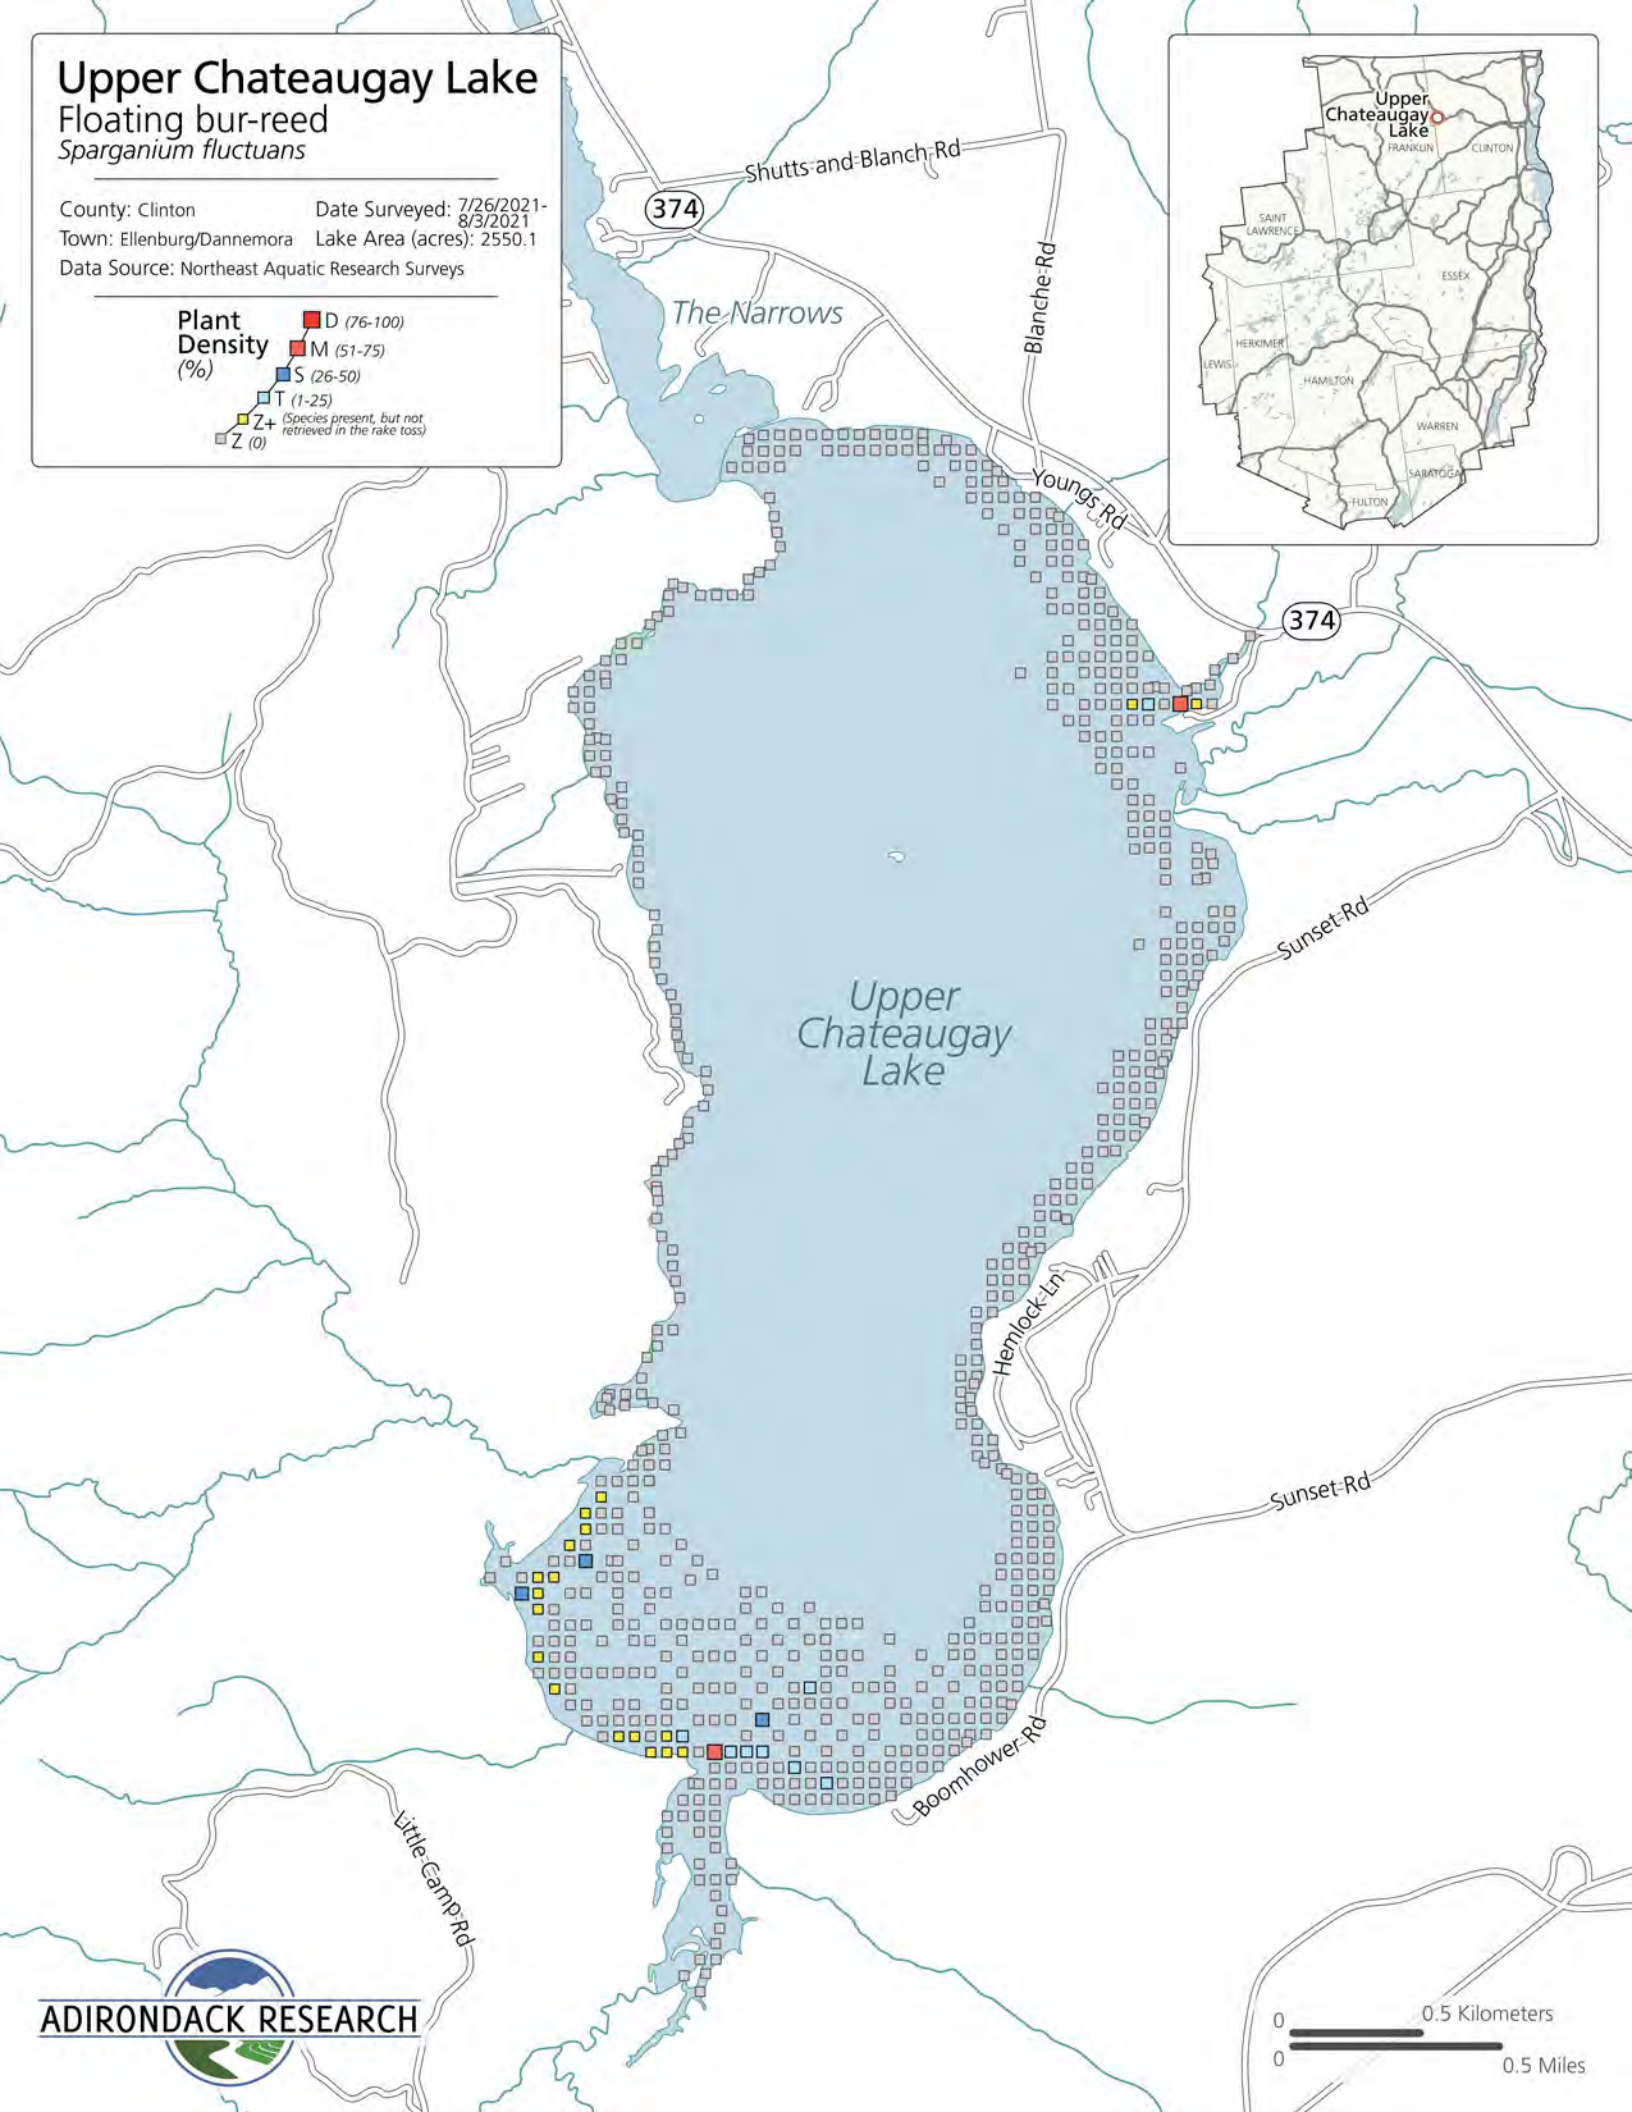 Upper Chateaugay Lake
Floating bur-reed
Sparganium fluctuans
County: Clinton
Date Surveyed: 7/26/2021-
8/3/2021
Town: Ellenburg/Dannemora
Lake Area (acres): 2550.1
Data Source: Northeast Aquatic Research Surveys
Plant
Density
(%)
D (76-100)
M (51-75)
S (26-50)
T (1-25)
Z+ (Species present, but not
retrieved in the rake toss)
Z (0)
Upper
Chateaugay
Lake
FRANKLIN
CLINTON
SAINT
LAWRENCE
ESSEX
HERKIMER
LEWIS
HAMILTON
WARREN
SARATOGA
FULTON
Shutts and Blanch Rd
374
Blanche Rd
The Narrows
Youngs Rd
374
Sunset Rd
Upper
Chateaugay
Lake
Hemlock Ln
Sunset Rd
Boomhower Rd
Little Camp Rd
ADIRONDACK RESEARCH
0
0.5 Kilometers
0
0.5 Miles